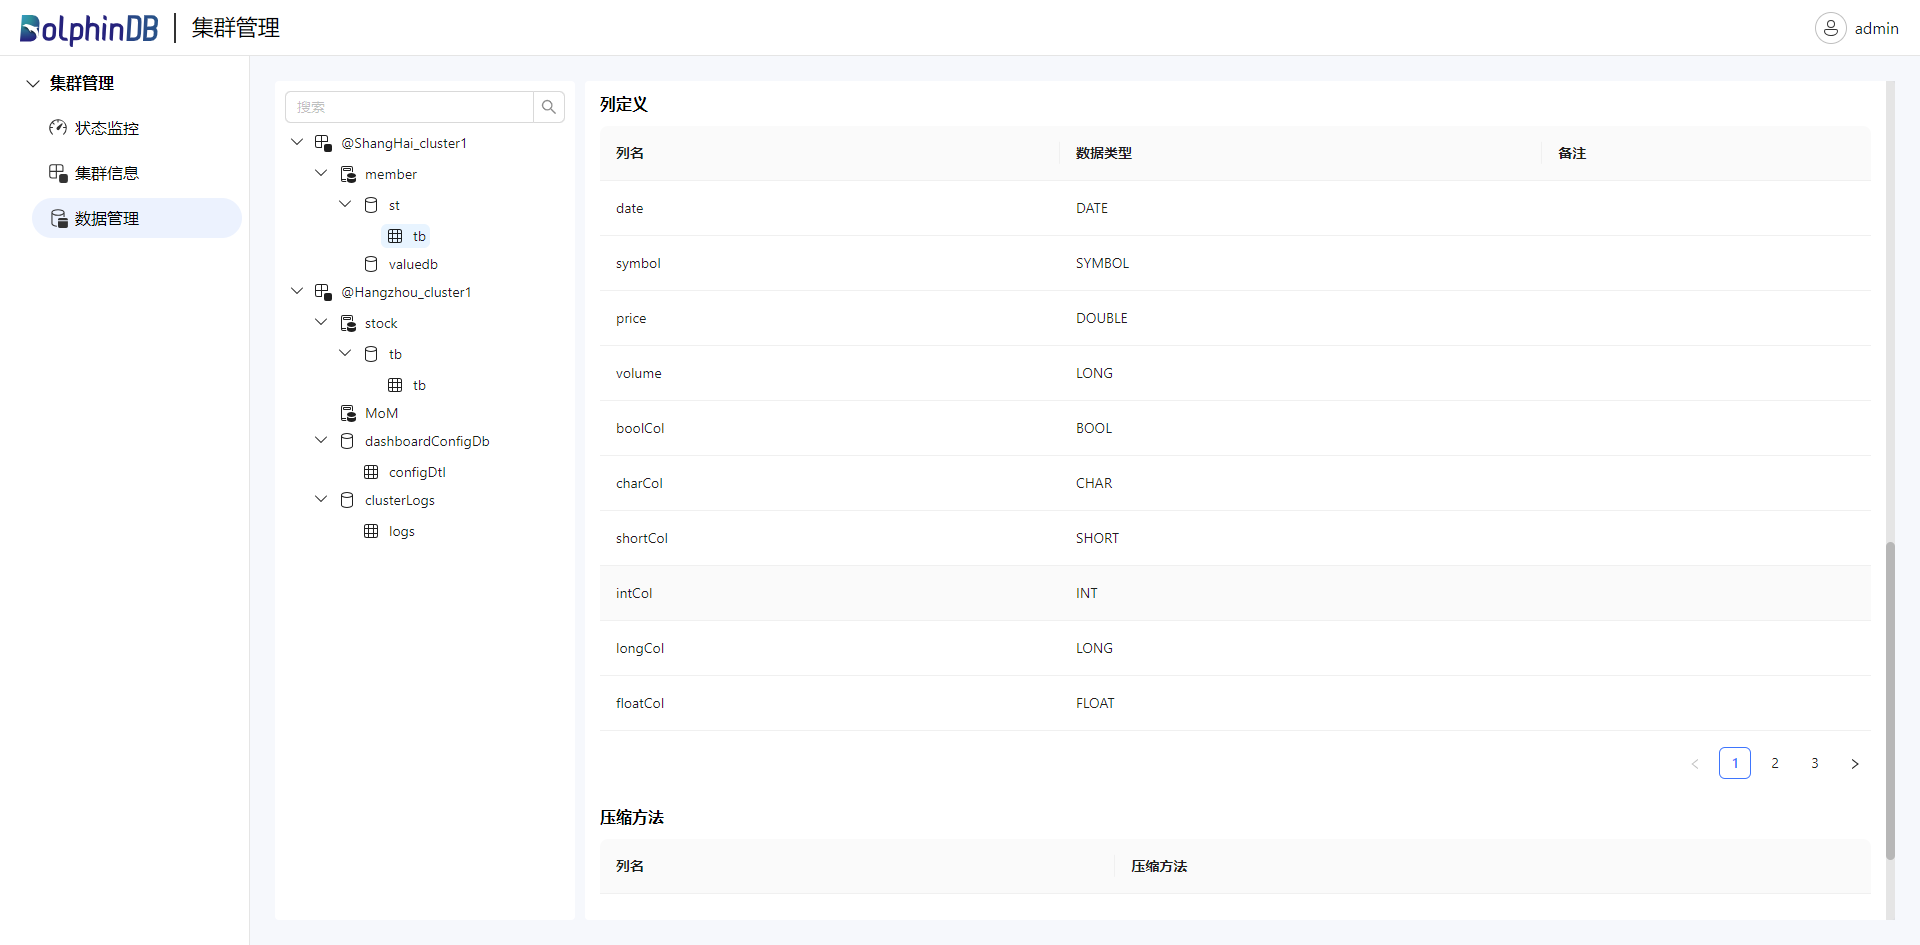 DolphinDB 集群管理
admin
集群管理
状态监控
集群信息
数据管理
搜索
@ShangHai_cluster1
member
st
tb
valuedb
@Hangzhou_cluster1
stock
tb
tb
MoM
dashboardConfigDb
configDtl
clusterLogs
logs
列定义
列名 数据类型 备注
date DATE
symbol SYMBOL
price DOUBLE
volume LONG
boolCol BOOL
charCol CHAR
shortCol SHORT
intCol INT
longCol LONG
floatCol FLOAT
< 1 2 3 >
压缩方法
列名 压缩方法